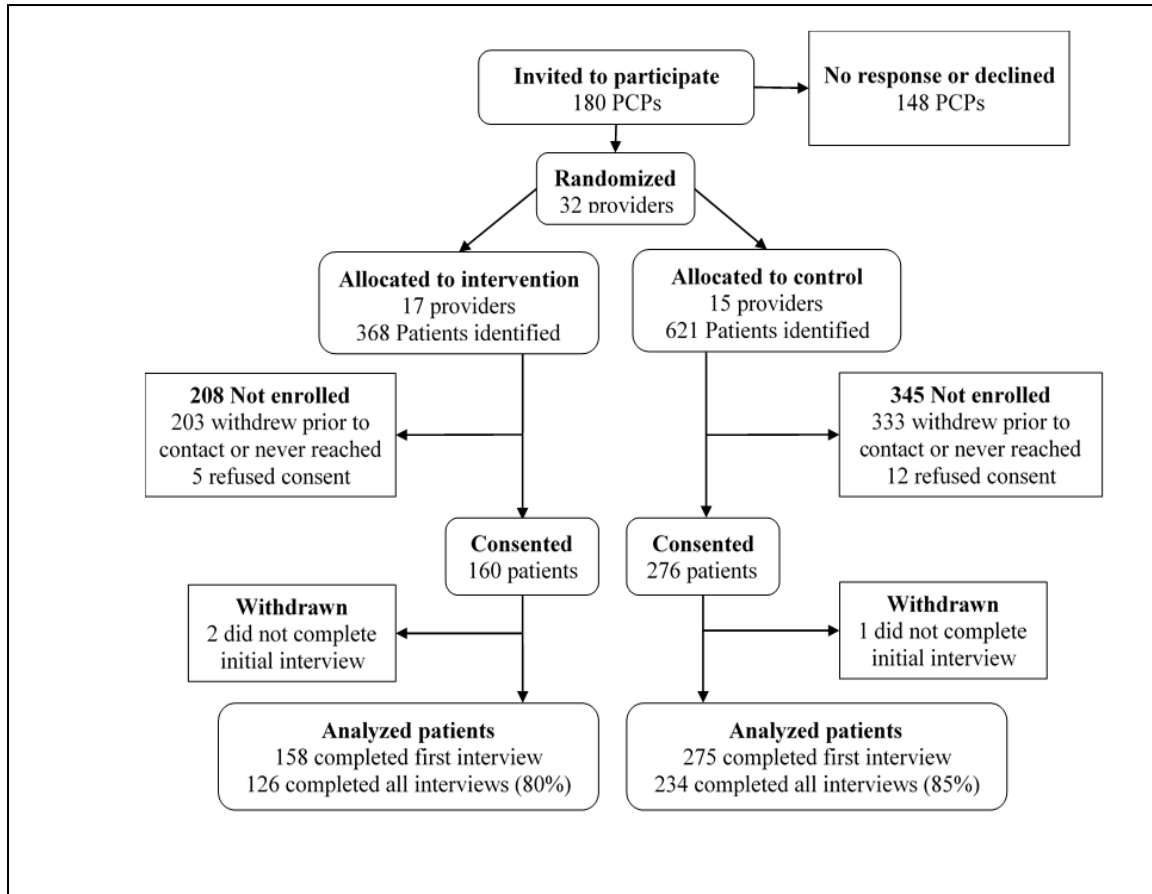 Invited to participate
180 PCPs
No response or declined
148 PCPs
Randomized
32 providers
Allocated to intervention
17 providers
368 Patients identified
Allocated to control
15 providers
621 Patients identified
208 Not enrolled
203 withdrew prior to
contact or never reached
5 refused consent
345 Not enrolled
333 withdrew prior to
contact or never reached
12 refused consent
Consented
160 patients
Consented
276 patients
Withdrawn
2 did not complete
initial interview
Withdrawn
1 did not complete
initial interview
Analyzed patients
158 completed first interview
126 completed all interviews (80%)
Analyzed patients
275 completed first interview
234 completed all interviews (85%)